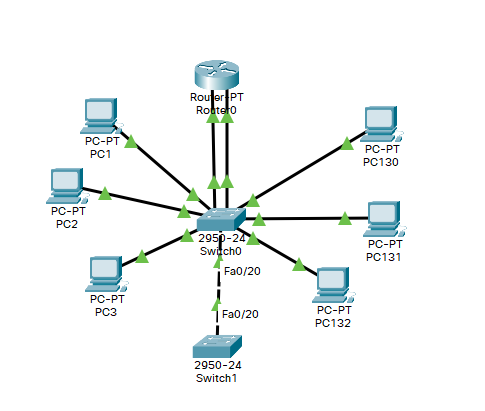 Router-PT
Router0
PC-PT
PC1
PC-PT
PC130
PC-PT
PC2
2950-24
Switch0
PC-PT
PC131
Fa0/20
PC-PT
PC3
PC-PT
PC132
Fa0/20
2950-24
Switch1